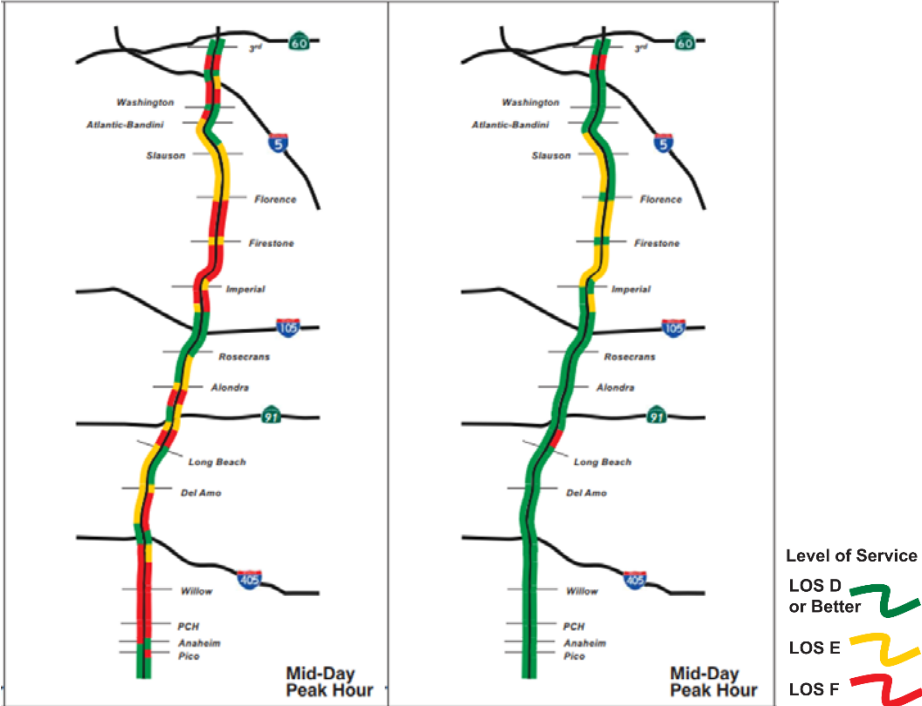 3rd
60
Washington
Atlantic-Bandini
5
Slauson
Florence
Firestone
Imperial
105
Rosecrans
Alondra
91
Long Beach
Del Amo
405
Willow
PCH
Anaheim
Pico
Mid-Day
Peak Hour
3rd
60
Washington
Atlantic-Bandini
5
Slauson
Florence
Firestone
Imperial
105
Rosecrans
Alondra
91
Long Beach
Del Amo
405
Willow
PCH
Anaheim
Pico
Mid-Day
Peak Hour
Level of Service
LOS D
or Better
LOS E
LOS F